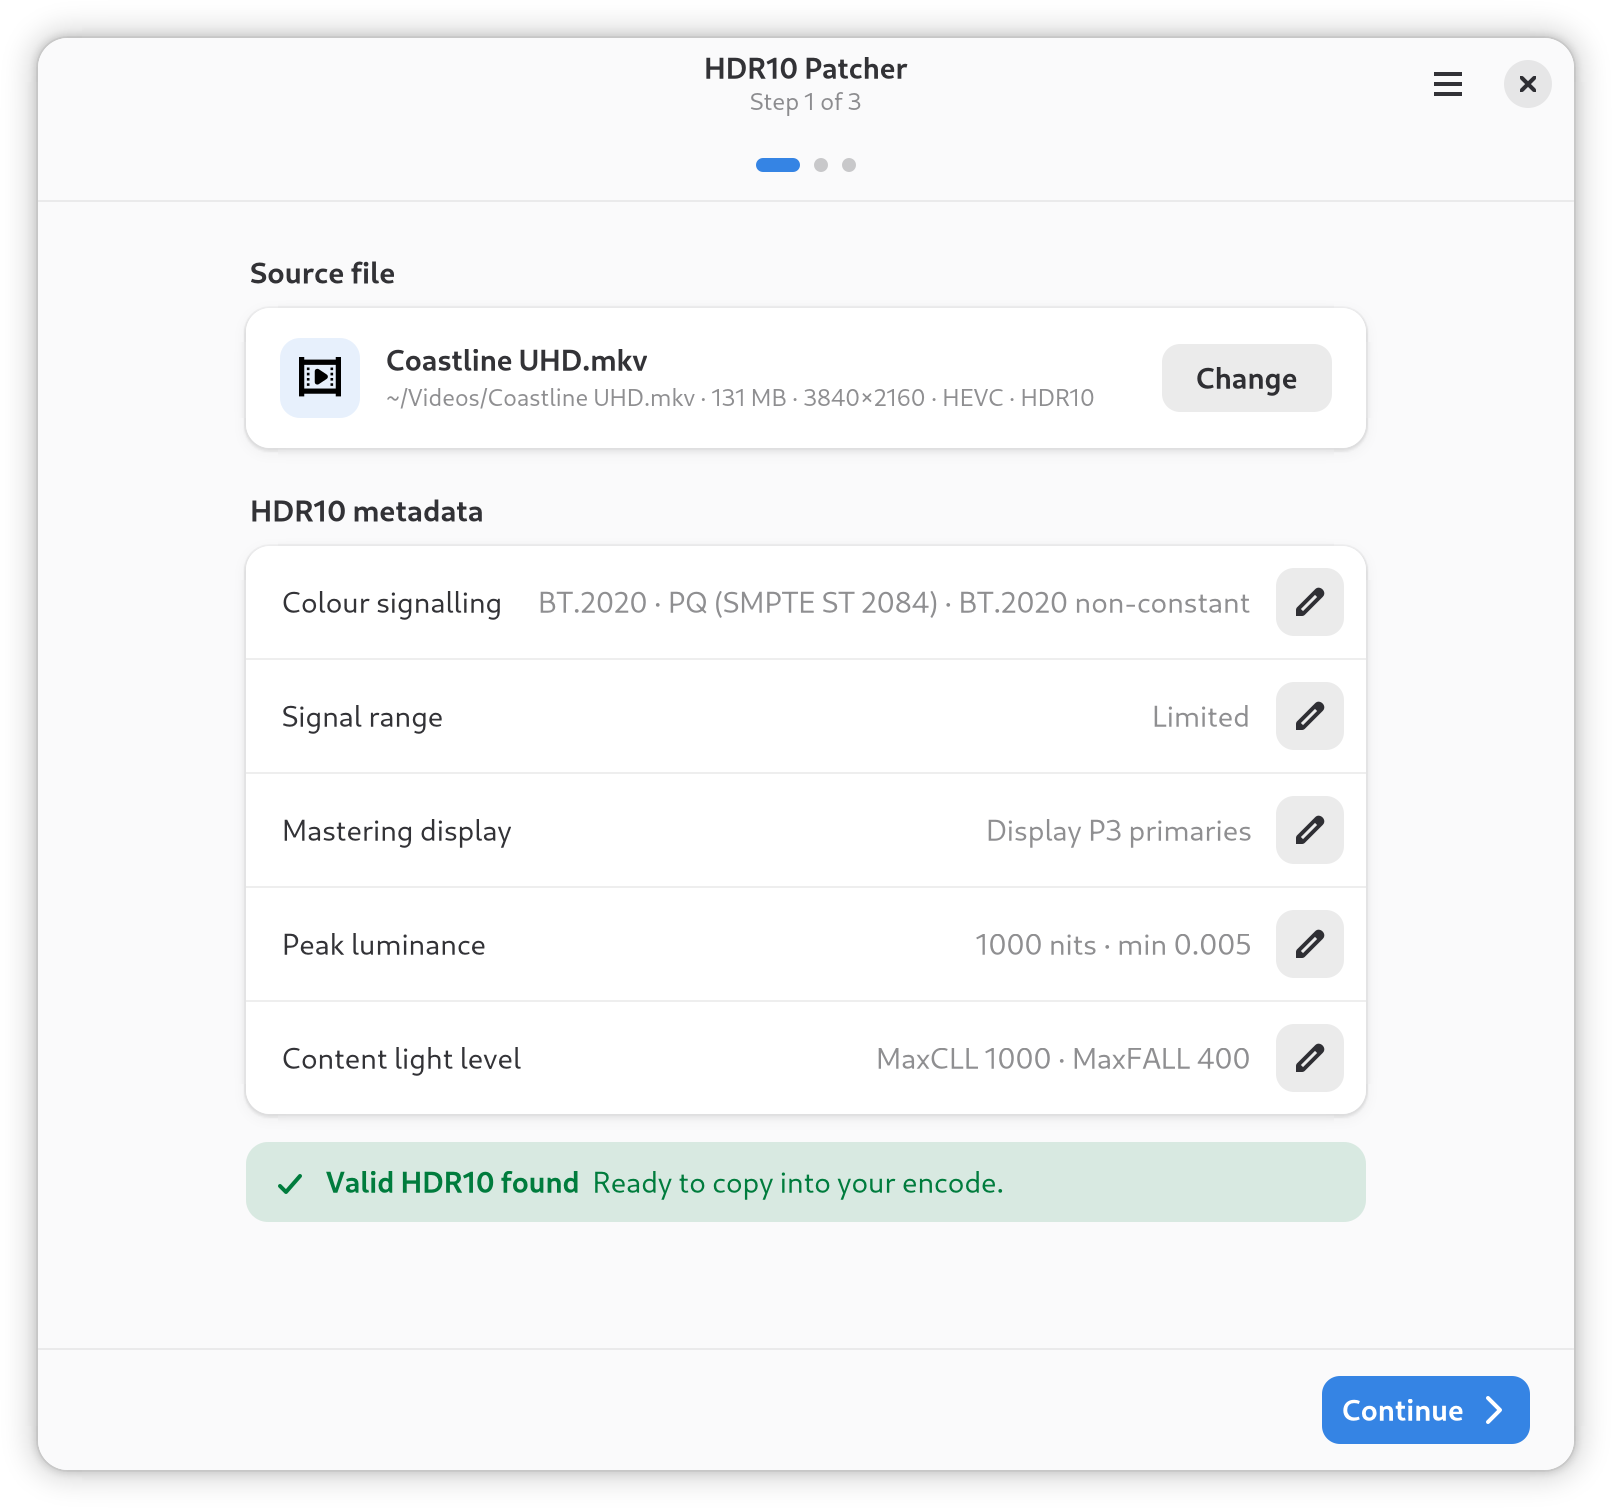 HDR10 Patcher
Step 1 of 3
Source file
Coastline UHD.mkv
~/Videos/Coastline UHD.mkv · 131 MB · 3840×2160 · HEVC · HDR10
Change
HDR10 metadata
Colour signalling BT.2020 · PQ (SMPTE ST 2084) · BT.2020 non-constant
Signal range Limited
Mastering display Display P3 primaries
Peak luminance 1000 nits · min 0.005
Content light level MaxCLL 1000 · MaxFALL 400
Valid HDR10 found Ready to copy into your encode.
Continue